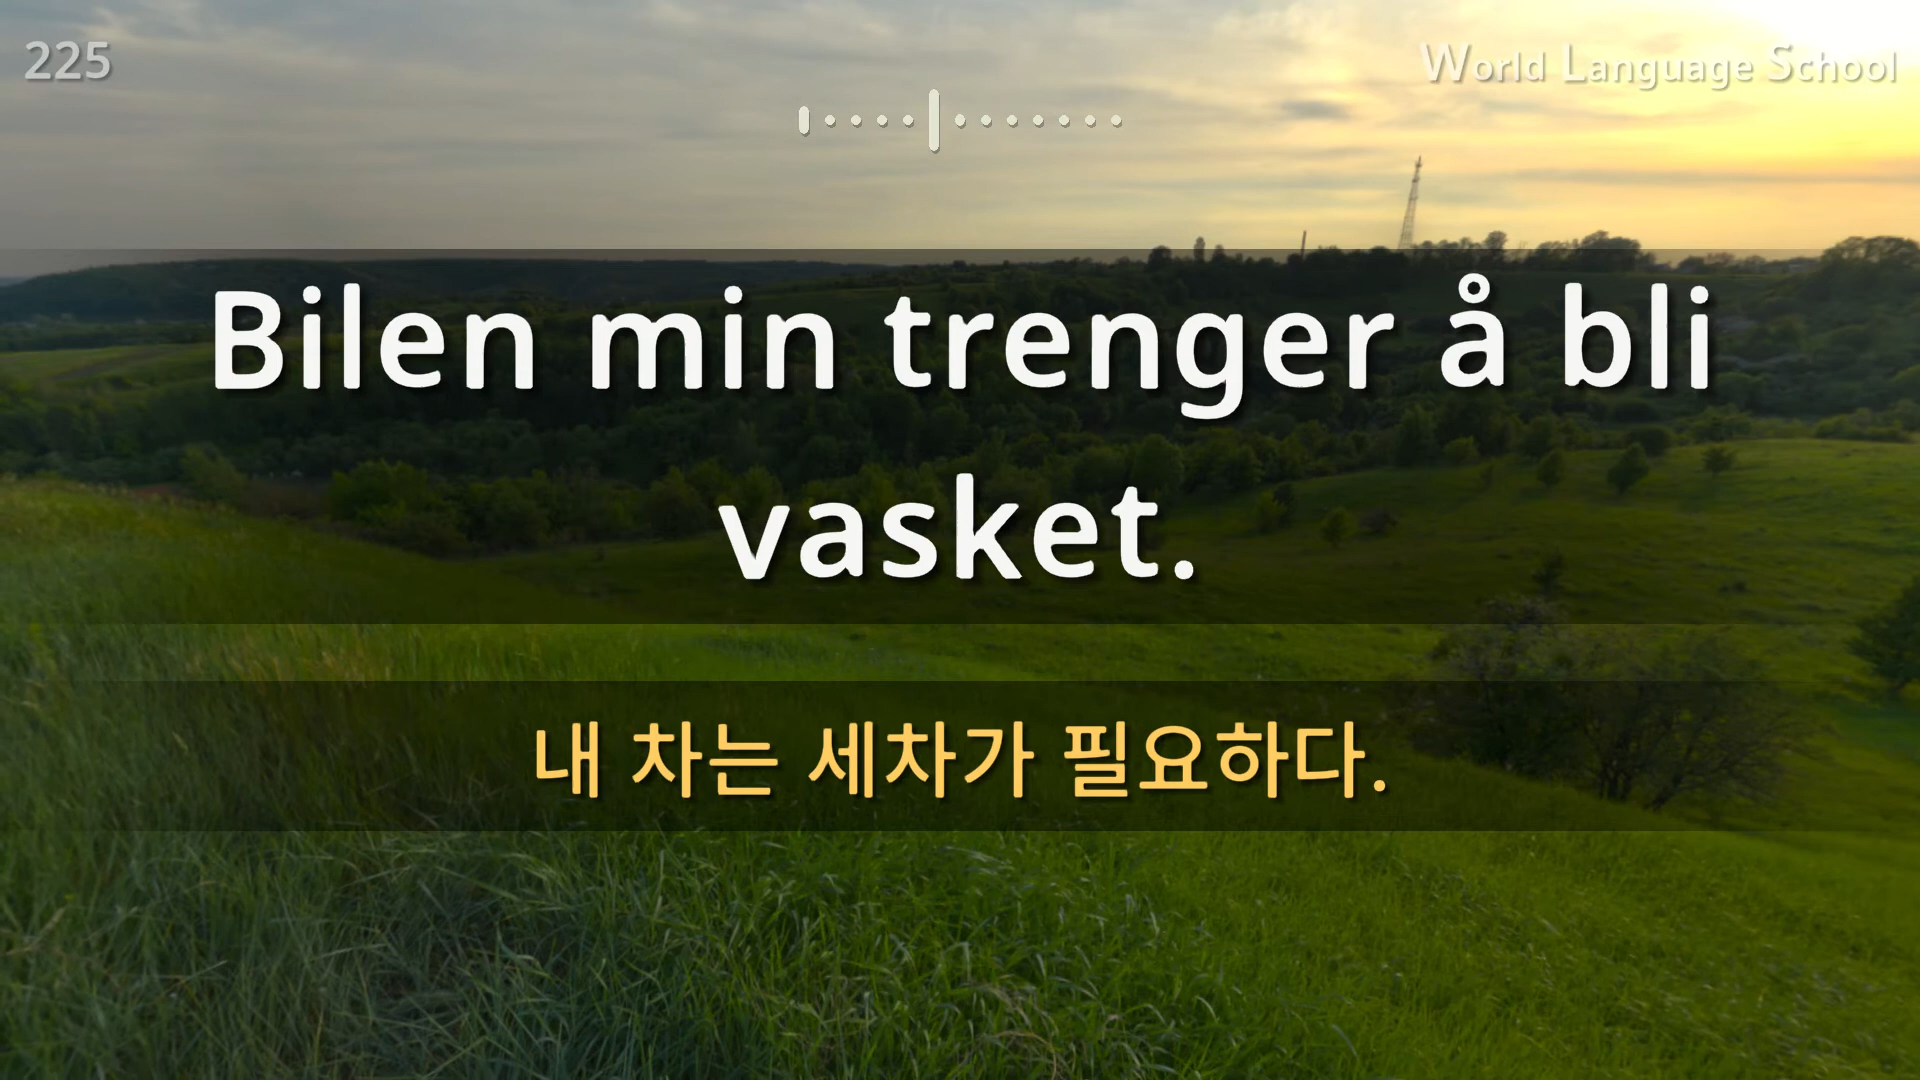 225
World Language School
Bilen min trenger å bli
vasket.
내 차는 세차가 필요하다.